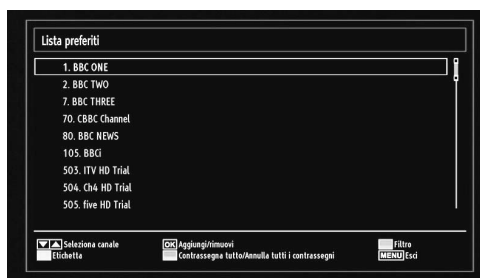 Lista preferiti
1. BBC ONE
2. BBC TWO
7. BBC THREE
70. CBBC Channel
80. BBC NEWS
105. BBCi
503. ITV HD Trial
504. Ch4 HD Trial
505. five HD Trial
Seleziona canale OK Aggiungi/rimuovi Filtro
Etichetta Contrassegna tutto/Annulla tutti i contrassegni MENU Esci